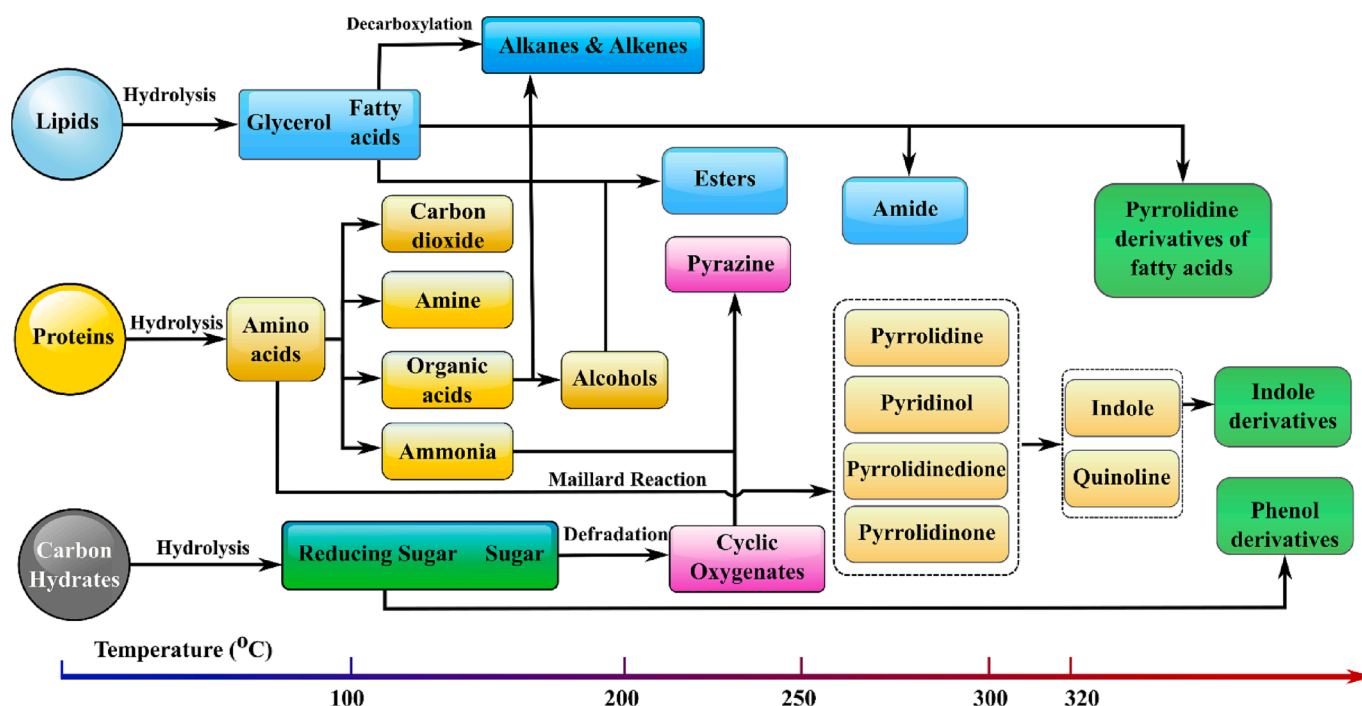 Decarboxylation
Alkanes & Alkenes
Hydrolysis
Lipids
Glycerol
Fatty
acids
Esters
Amide
Pyrrolidine
derivatives of
fatty acids
Carbon
dioxide
Pyrazine
Amine
Hydrolysis
Proteins
Amino
acids
Organic
acids
Alcohols
Ammonia
Pyrrolidine
Pyridinol
Pyrrolidinedione
Pyrrolidinone
Indole
Quinoline
Indole
derivatives
Maillard Reaction
Phenol
derivatives
Carbon
Hydrates
Hydrolysis
Reducing Sugar
Sugar
Defradation
Cyclic
Oxygenates
Temperature (°C)
100
200
250
300
320